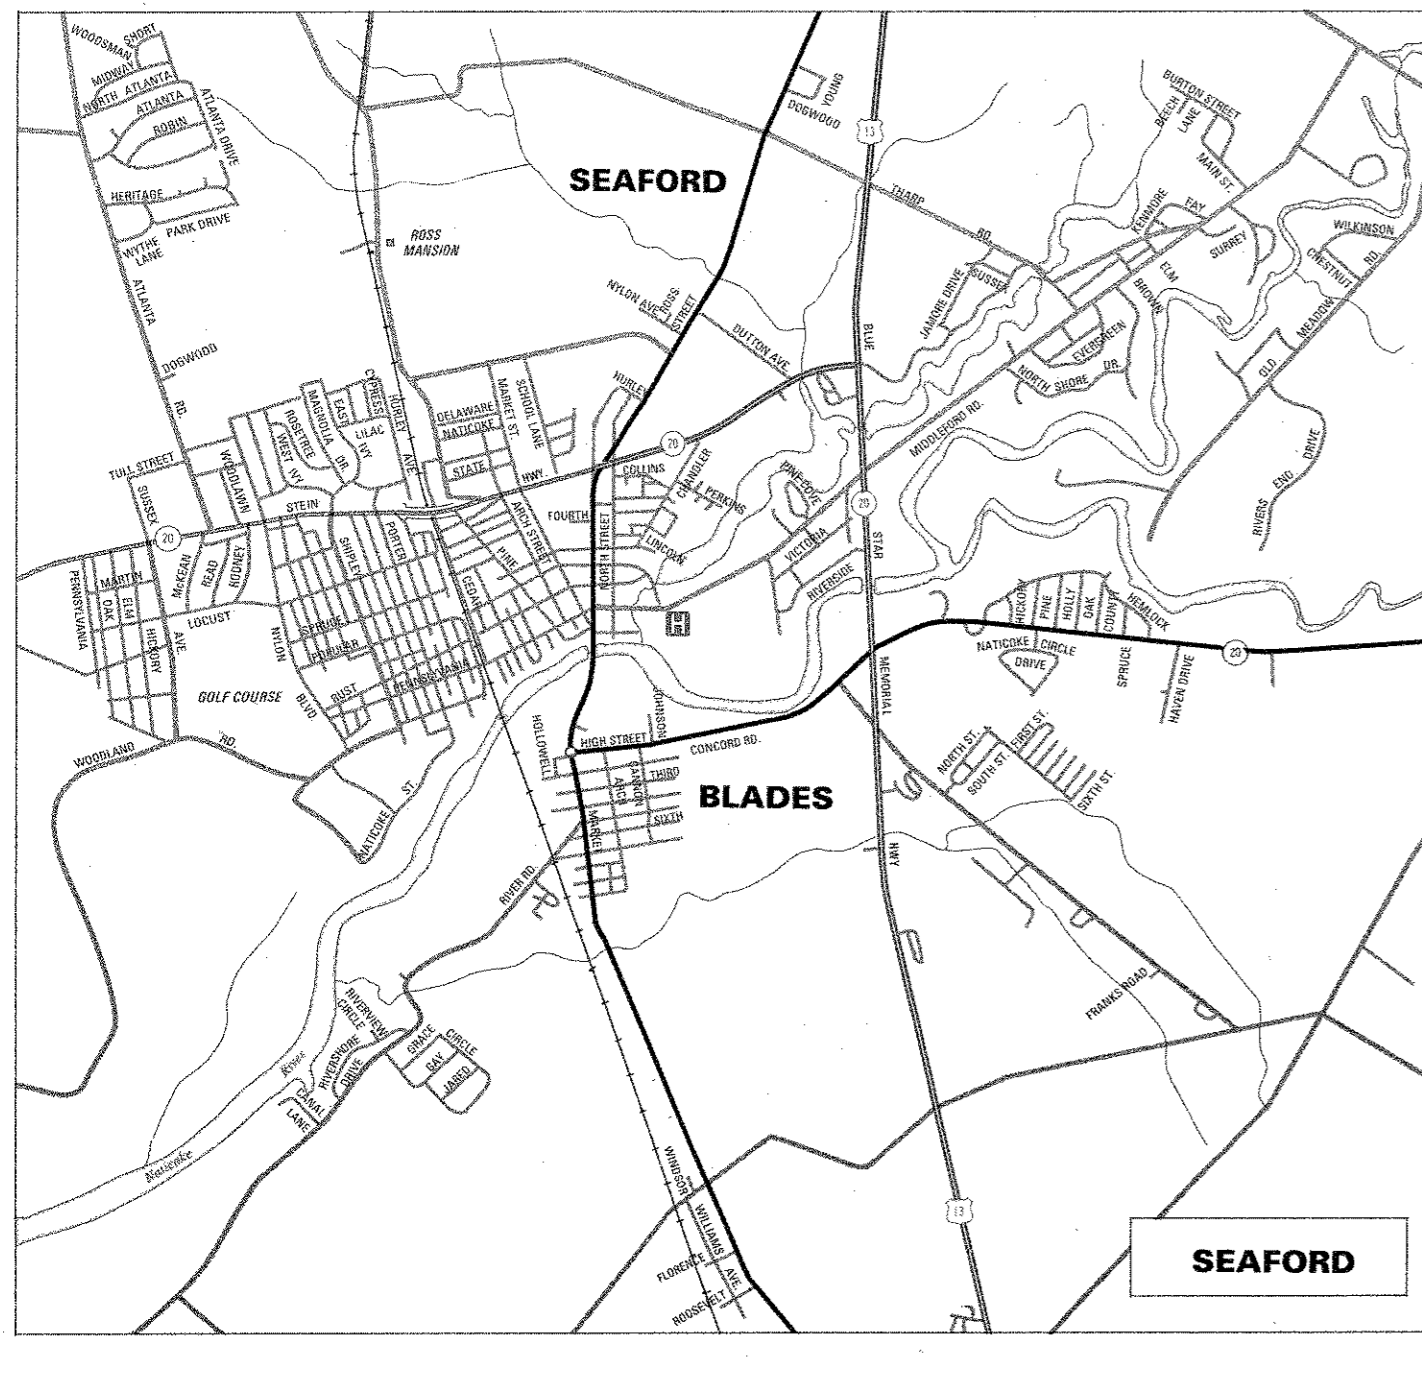 WOODSMAN
SHORT
MIDWAY
NORTH ATLANTA
ATLANTA
ROBIN
ATLANTA DRIVE
HERITAGE
PARK DRIVE
WYTHE
LANE
ATLANTA
RD.
DOGWOOD
SEAFORD
ROSS
MANSION
DOGWOOD
YOUNG
13
THARP
RD.
BURTON STREET
BEECH
LANE
MAIN ST.
KENMORE
FAY
SURREY
ELM
BROWN
WILKINSON
CHESTNUT
OLD
MEADOW
RD.
JAMORE DRIVE
SUSSEX
EVERGREEN
NORTH SHORE DR.
MIDDLEFORD RD.
RIVERS END DRIVE
NYLON AVE.
ROSS
STREET
DUTTON AVE.
BLUE
STAR
MEMORIAL
HWY
HURLEY
TULL STREET
SUSSEX
WOODLAWN
ROSETREE
WEST IVY
MAGNOLIA
DR.
EAST
IVY
CYPRESS
LILAC
HURLEY
AVE.
DELAWARE
NATICOKE
STATE
MARKET ST.
SCHOOL LANE
STEIN
HWY.
20
20
20
COLLINS
CHANDLER
PERKINS
LINCOLN
PINE COVE
VICTORIA
RIVERSIDE
FOURTH
NORTH STREET
ARCH STREET
PINE
CEDAR
PORTER
SHIPLEY
McKEAN
READ
RODNEY
LOCUST
PENNSYLVANIA
MARTIN
OAK
ELM
HICKORY
AVE.
NYLON
BLVD.
SPRUCE
POPULAR
PENNSYLVANIA
RUST
GOLF COURSE
WOODLAND
RD.
NATICOKE
ST.
H
HICKORY
PINE
HOLLY
OAK
COUNTY
HEMLOCK
NATICOKE CIRCLE
DRIVE
SPRUCE
HAVEN DRIVE
20
HOLLOWELL
HIGH STREET
JOHNSON
CONCORD RD.
THIRD
CANNON
ARCH
SIXTH
MARKET
BLADES
NORTH ST.
SOUTH ST.
FIRST ST.
SIXTH ST.
RIVER RD.
FRANKS ROAD
RIVERVIEW
CIRCLE
RIVERSHORE
DRIVE
GRACE
CIRCLE
GAY
JARED
CANAL
LANE
Naticoke
River
WINDSOR
WILLIAMS
AVE.
FLORENCE
ROOSEVELT
13
SEAFORD